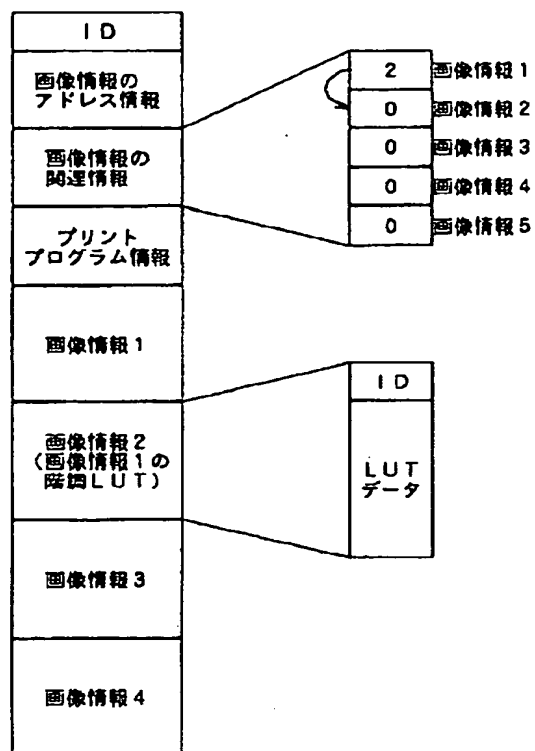 ID
画像情報の
アドレス情報
画像情報の
関連情報
プリント
プログラム情報
画像情報1
画像情報2
(画像情報1の
階調LUT)
画像情報3
画像情報4
2 画像情報1
0 画像情報2
0 画像情報3
0 画像情報4
0 画像情報5
ID
LUT
データ